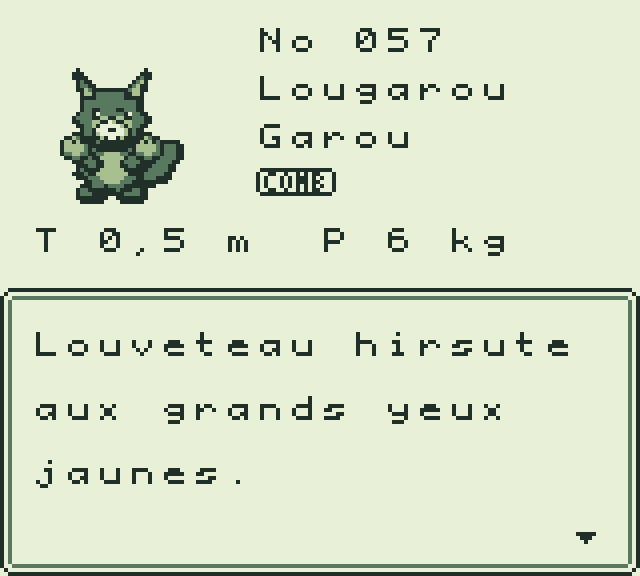 No 057
Lougarou
Garou
COMB
T 0,5 m P 6 kg
Louveteau hirsute
aux grands yeux
jaunes.